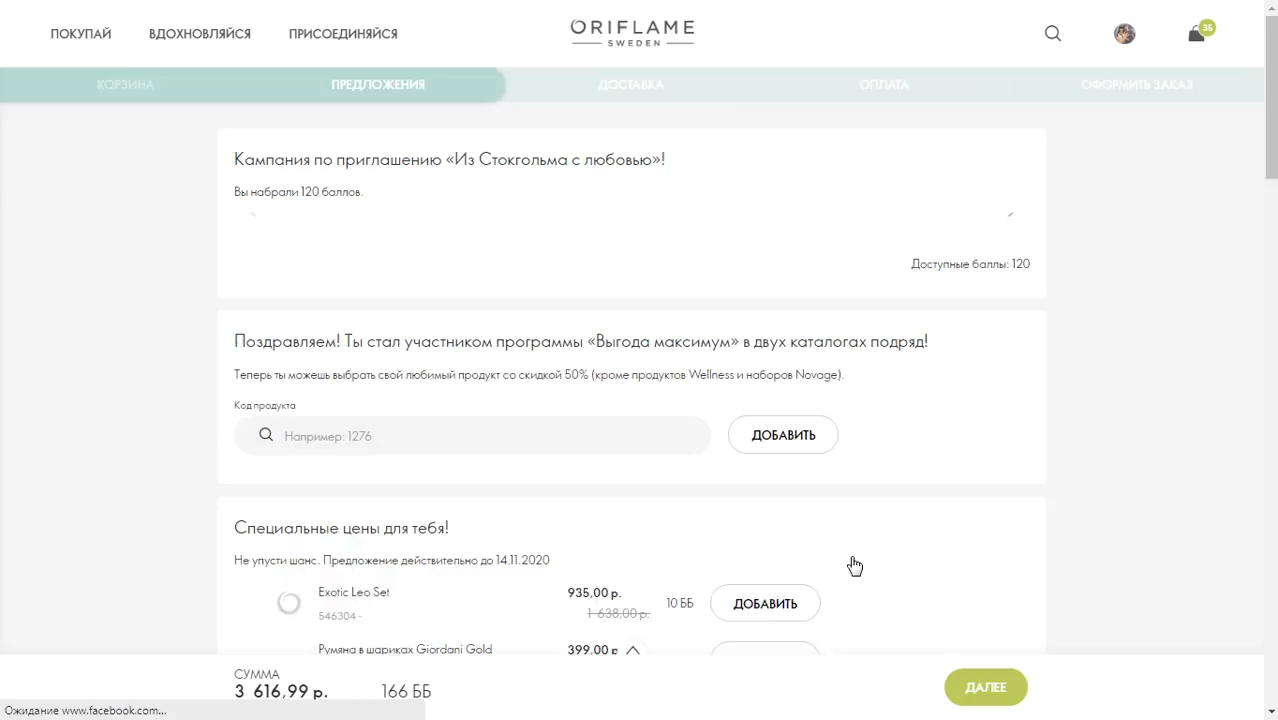 ПОКУПАЙ ВДОХНОВЛЯЙСЯ ПРИСОЕДИНЯЙСЯ ORIFLAME 35
SWEDEN
КОРЗИНА ПРЕДЛОЖЕНИЯ ДОСТАВКА ОПЛАТА ОФОРМИТЬ ЗАКАЗ
Кампания по приглашению «Из Стокгольма с любовью»!
Вы набрали 120 баллов.
Доступные баллы: 120
Поздравляем! Ты стал участником программы «Выгода максимум» в двух каталогах подряд!
Теперь ты можешь выбрать свой любимый продукт со скидкой 50% (кроме продуктов Wellness и наборов Novage).
Код продукта
Например: 1276 ДОБАВИТЬ
Специальные цены для тебя!
Не упусти шанс. Предложение действительно до 14.11.2020
Exotic Leo Set 935,00 р.
546304 - 1 638,00 р. 10 ББ ДОБАВИТЬ
Румяна в шариках Giordani Gold 399,00 р.
СУММА
3 616,99 р. 166 ББ ДАЛЕЕ
Ожидание www.facebook.com...